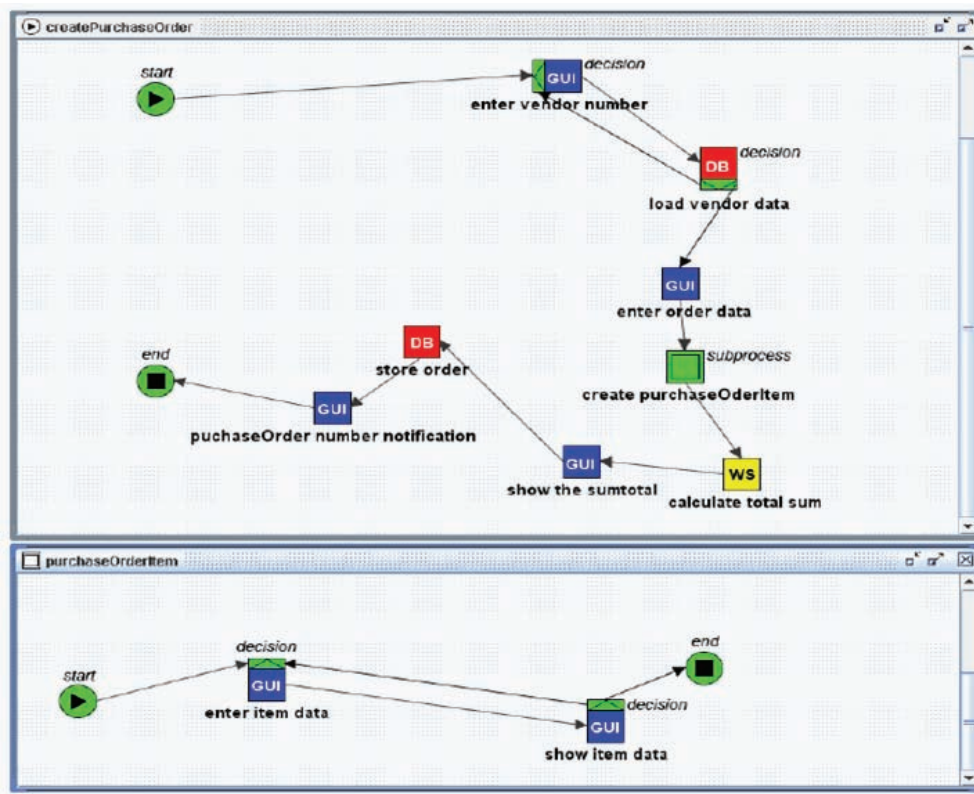 createPurchaseOrder
start
GUI
decision
enter vendor number
DB
decision
load vendor data
GUI
enter order data
subprocess
create purchaseOderItem
WS
calculate total sum
GUI
show the sumtotal
DB
store order
GUI
puchaseOrder number notification
end
purchaseOrderItem
start
decision
GUI
enter item data
decision
GUI
show item data
end